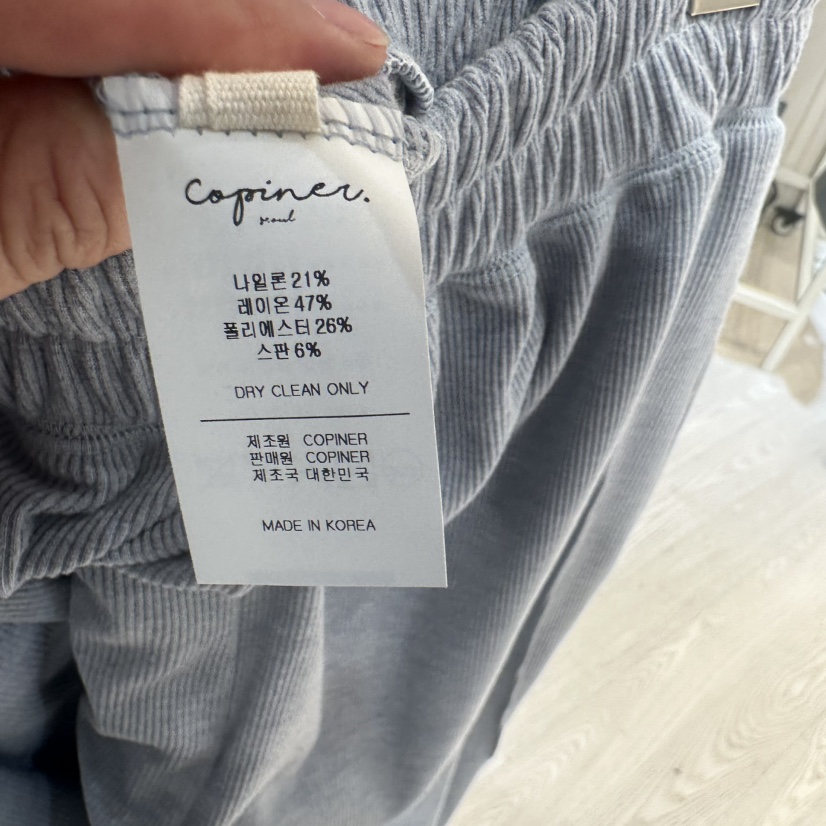 Copiner.
seoul
나일론 21%
레이온 47%
폴리에스터 26%
스판 6%
DRY CLEAN ONLY
제조원 COPINER
판매원 COPINER
제조국 대한민국
MADE IN KOREA